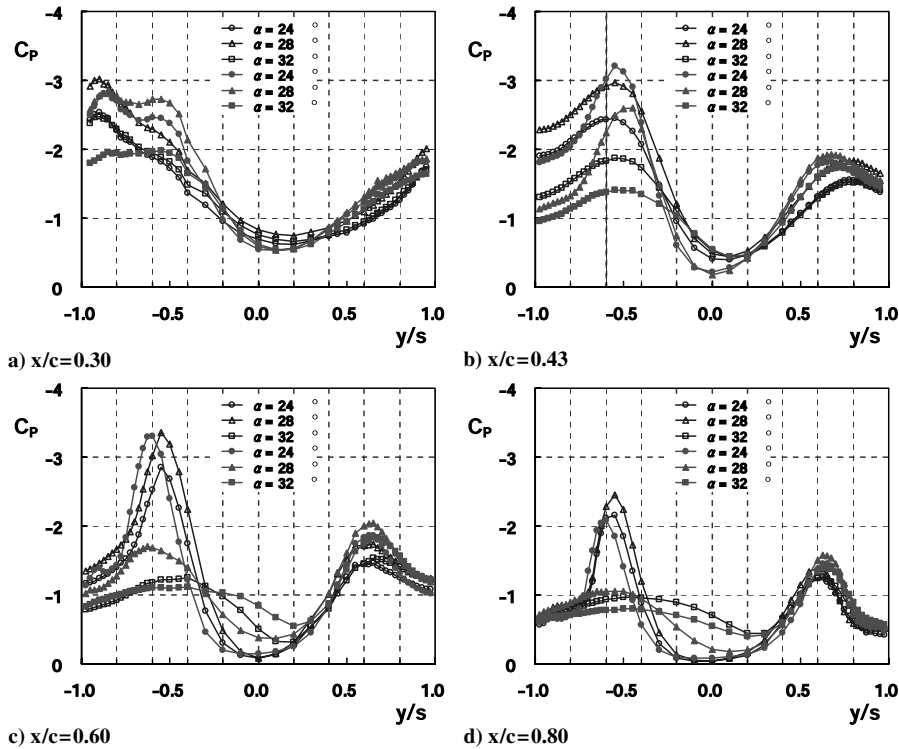 -4
C_P
-3
-2
-1
0
α = 24 °
α = 28 °
α = 32 °
α = 24 °
α = 28 °
α = 32 °
-1.0 -0.5 0.0 0.5 1.0
y/s
a) x/c=0.30
-4
C_P
-3
-2
-1
0
α = 24 °
α = 28 °
α = 32 °
α = 24 °
α = 28 °
α = 32 °
-1.0 -0.5 0.0 0.5 1.0
y/s
b) x/c=0.43
-4
C_P
-3
-2
-1
0
α = 24 °
α = 28 °
α = 32 °
α = 24 °
α = 28 °
α = 32 °
-1.0 -0.5 0.0 0.5 1.0
y/s
c) x/c=0.60
-4
C_P
-3
-2
-1
0
α = 24 °
α = 28 °
α = 32 °
α = 24 °
α = 28 °
α = 32 °
-1.0 -0.5 0.0 0.5 1.0
y/s
d) x/c=0.80